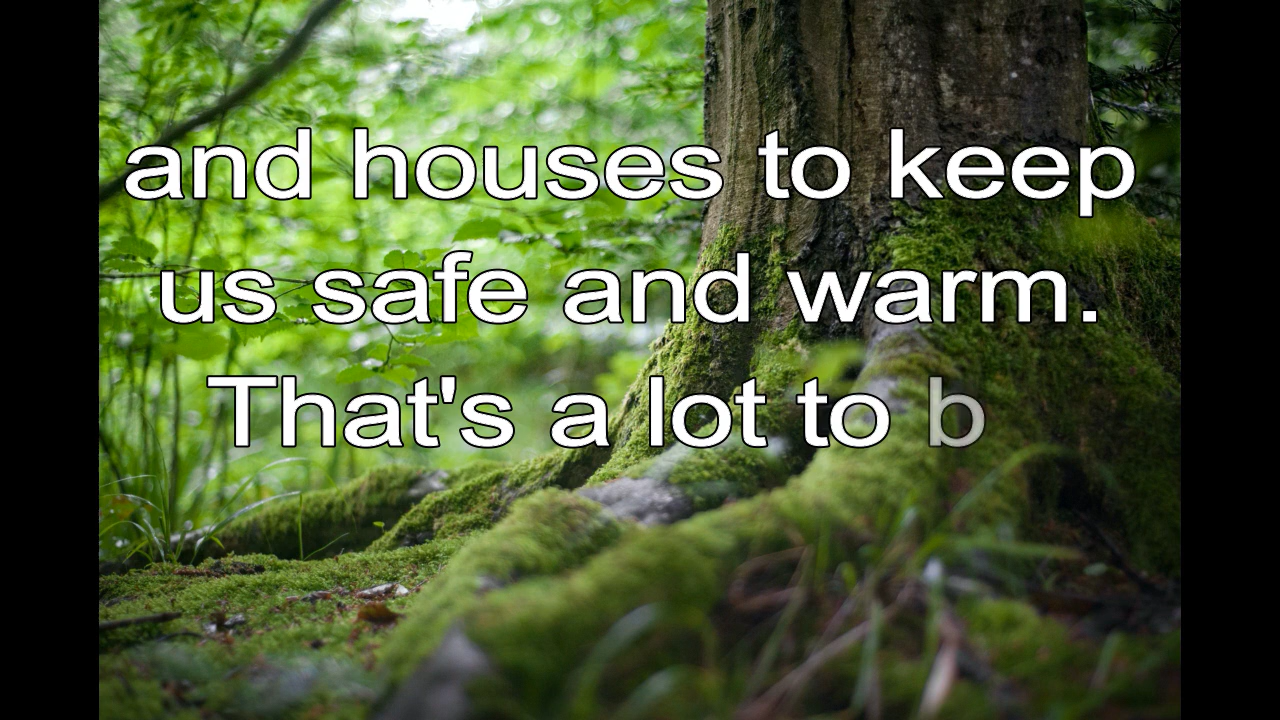 and houses to keep
us safe and warm.
That's a lot to b